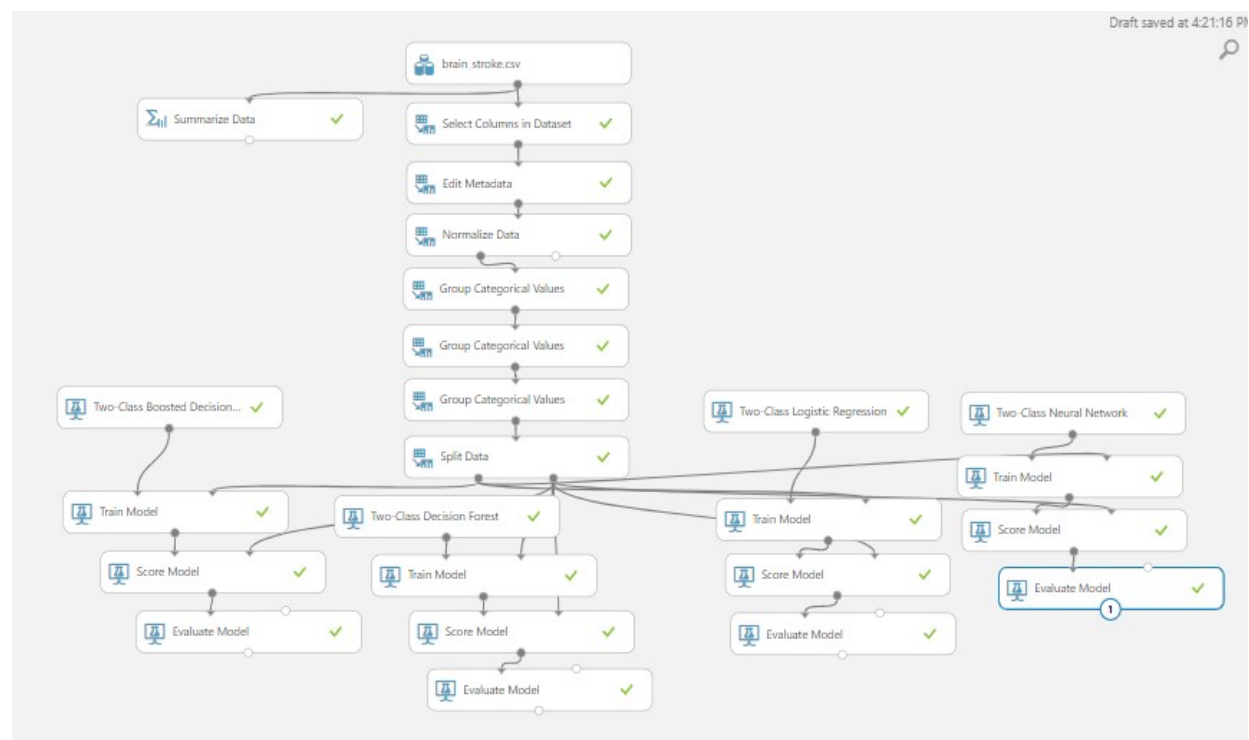 Draft saved at 4:21:16 PM
brain_stroke.csv
Summarize Data
Select Columns in Dataset
Edit Metadata
Normalize Data
Group Categorical Values
Group Categorical Values
Group Categorical Values
Two-Class Boosted Decision...
Two-Class Logistic Regression
Two-Class Neural Network
Split Data
Train Model
Train Model
Two-Class Decision Forest
Train Model
Score Model
Score Model
Train Model
Score Model
Evaluate Model
1
Evaluate Model
Score Model
Evaluate Model
Evaluate Model